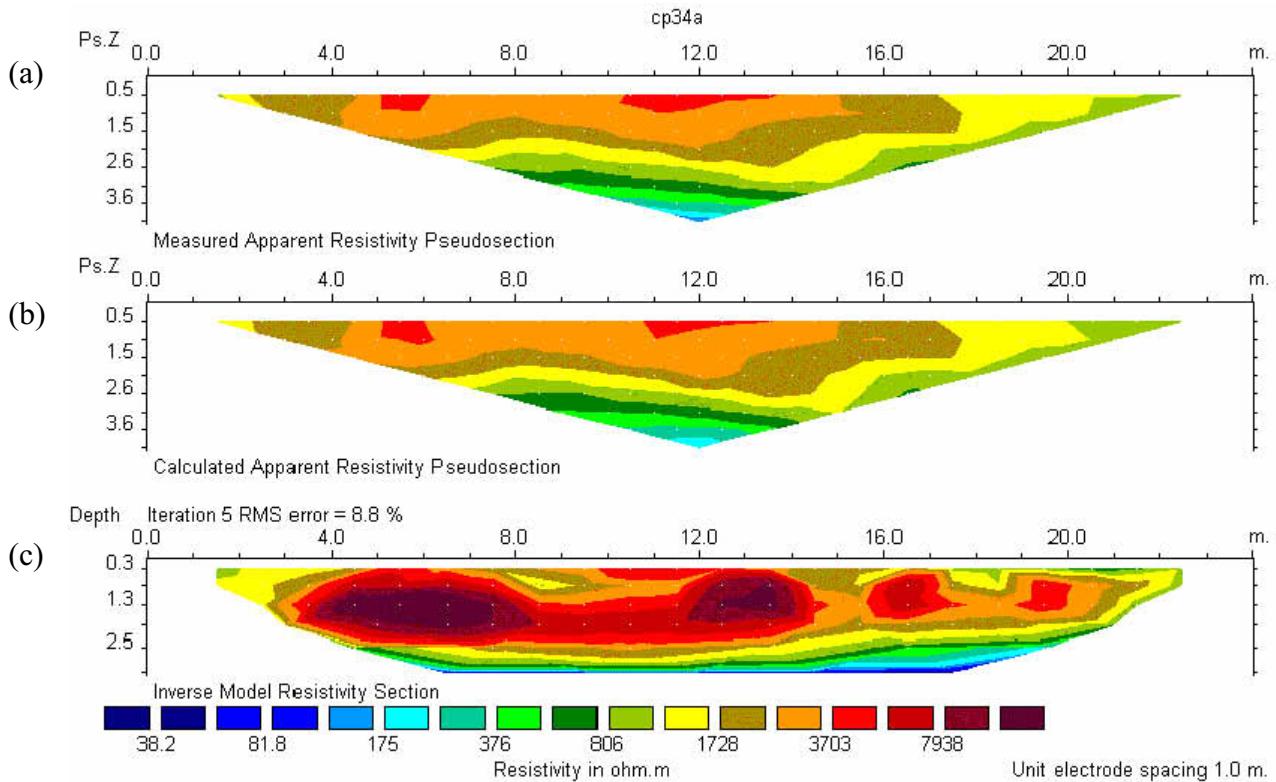 cp34a
(a)
Ps.Z 0.0 4.0 8.0 12.0 16.0 20.0 m.
0.5
1.5
2.6
3.6
Measured Apparent Resistivity Pseudosection
(b)
Ps.Z 0.0 4.0 8.0 12.0 16.0 20.0 m.
0.5
1.5
2.6
3.6
Calculated Apparent Resistivity Pseudosection
(c)
Depth Iteration 5 RMS error = 8.8 %
0.0 4.0 8.0 12.0 16.0 20.0 m.
0.3
1.3
2.5
Inverse Model Resistivity Section
38.2 81.8 175 376 806 1728 3703 7938
Resistivity in ohm.m Unit electrode spacing 1.0 m.